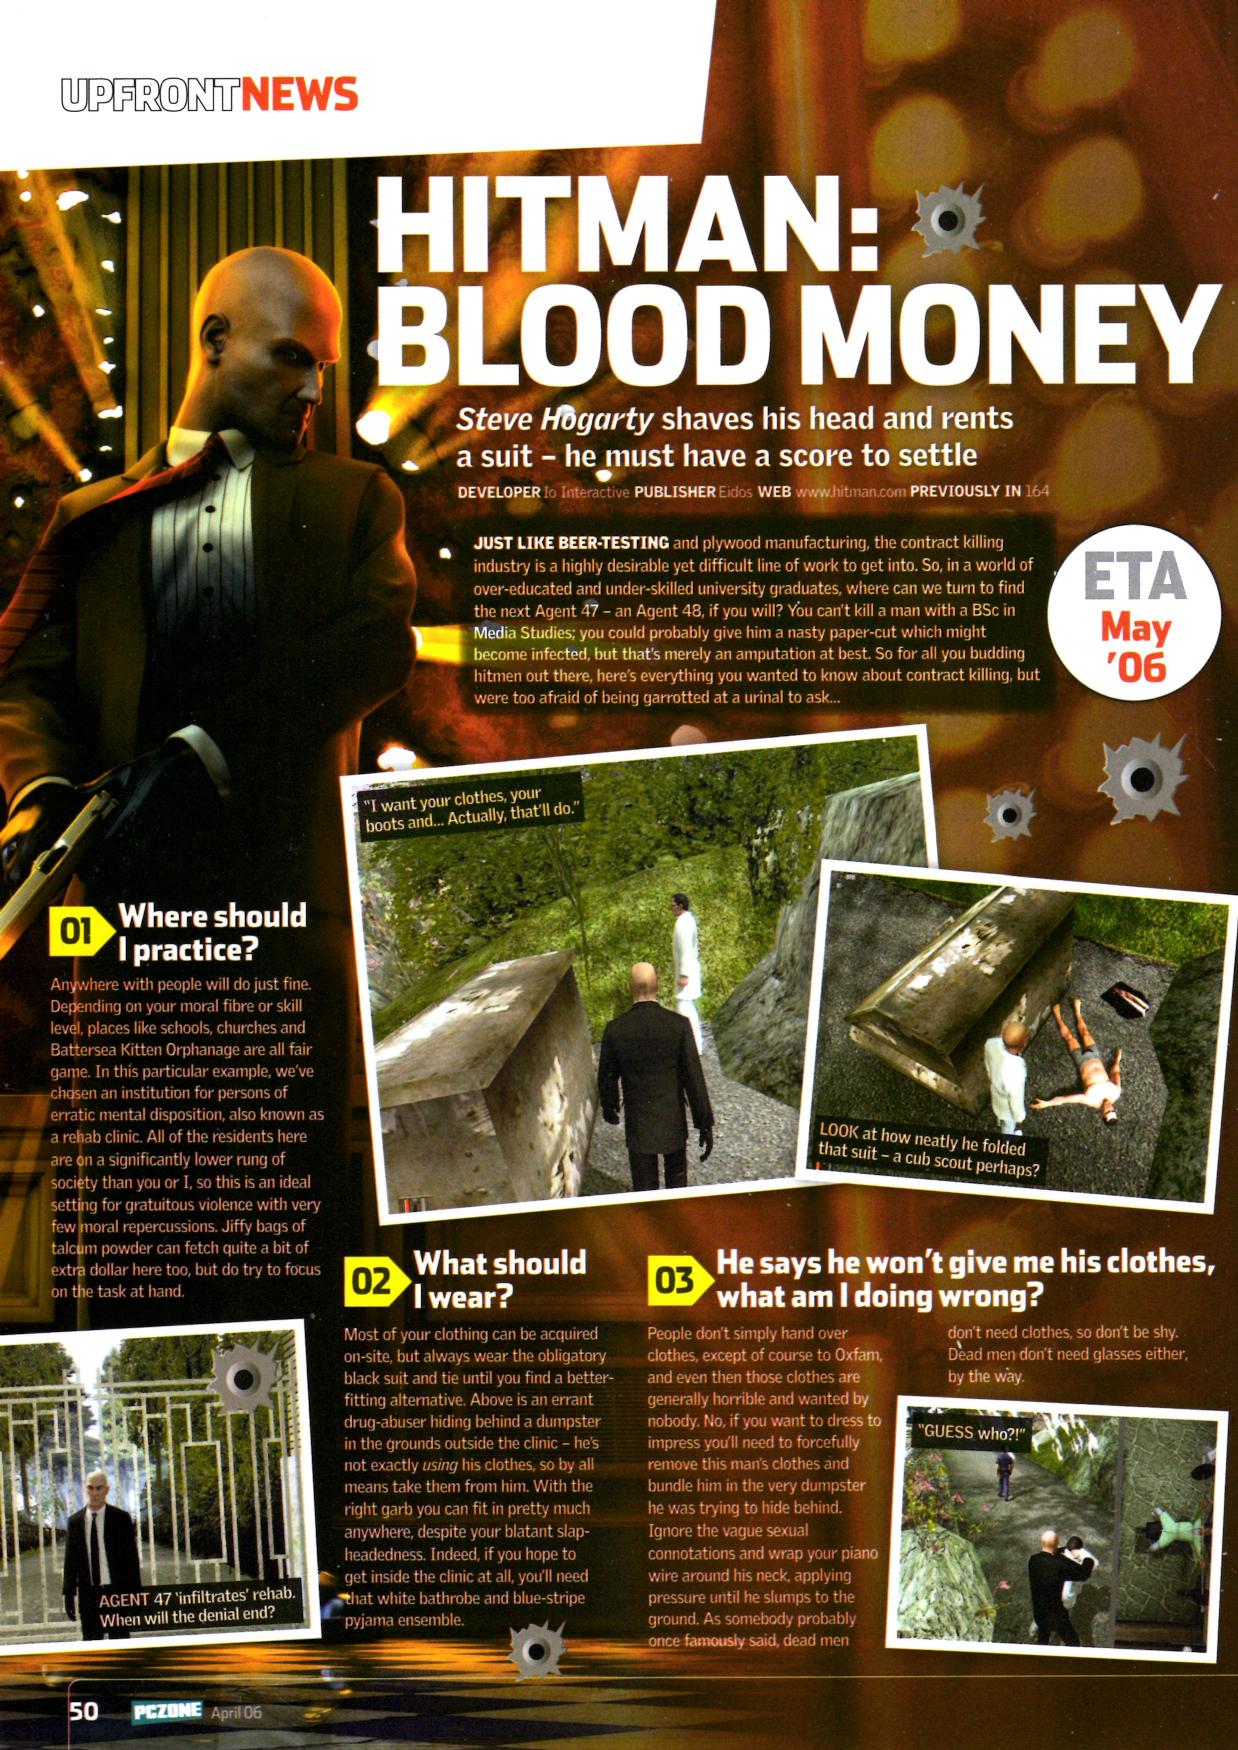 UPFRONTNEWS
HITMAN:
BLOOD MONEY
Steve Hogarty shaves his head and rents
a suit – he must have a score to settle
DEVELOPER Io Interactive PUBLISHER Eidos WEB www.hitman.com PREVIOUSLY IN 164
JUST LIKE BEER-TESTING and plywood manufacturing, the contract killing
industry is a highly desirable yet difficult line of work to get into. So, in a world of
over-educated and under-skilled university graduates, where can we turn to find
the next Agent 47 – an Agent 48, if you will? You can't kill a man with a BSc in
Media Studies; you could probably give him a nasty paper-cut which might
become infected, but that's merely an amputation at best. So for all you budding
hitmen out there, here's everything you wanted to know about contract killing, but
were too afraid of being garrotted at a urinal to ask...
ETA
May
'06
"I want your clothes, your
boots and... Actually, that'll do."
LOOK at how neatly he folded
that suit – a cub scout perhaps?
01
Where should
I practice?
Anywhere with people will do just fine.
Depending on your moral fibre or skill
level, places like schools, churches and
Battersea Kitten Orphanage are all fair
game. In this particular example, we've
chosen an institution for persons of
erratic mental disposition, also known as
a rehab clinic. All of the residents here
are on a significantly lower rung of
society than you or I, so this is an ideal
setting for gratuitous violence with very
few moral repercussions. Jiffy bags of
talcum powder can fetch quite a bit of
extra dollar here too, but do try to focus
on the task at hand.
AGENT 47 'infiltrates' rehab.
When will the denial end?
02
What should
I wear?
Most of your clothing can be acquired
on-site, but always wear the obligatory
black suit and tie until you find a better-
fitting alternative. Above is an errant
drug-abuser hiding behind a dumpster
in the grounds outside the clinic – he's
not exactly using his clothes, so by all
means take them from him. With the
right garb you can fit in pretty much
anywhere, despite your blatant slap-
headedness. Indeed, if you hope to
get inside the clinic at all, you'll need
that white bathrobe and blue-stripe
pyjama ensemble.
03
He says he won't give me his clothes,
what am I doing wrong?
People don't simply hand over
clothes, except of course to Oxfam,
and even then those clothes are
generally horrible and wanted by
nobody. No, if you want to dress to
impress you'll need to forcefully
remove this man's clothes and
bundle him in the very dumpster
he was trying to hide behind.
Ignore the vague sexual
connotations and wrap your piano
wire around his neck, applying
pressure until he slumps to the
ground. As somebody probably
once famously said, dead men
don't need clothes, so don't be shy.
Dead men don't need glasses either,
by the way.
"GUESS who?!"
50
PCZONE April 06